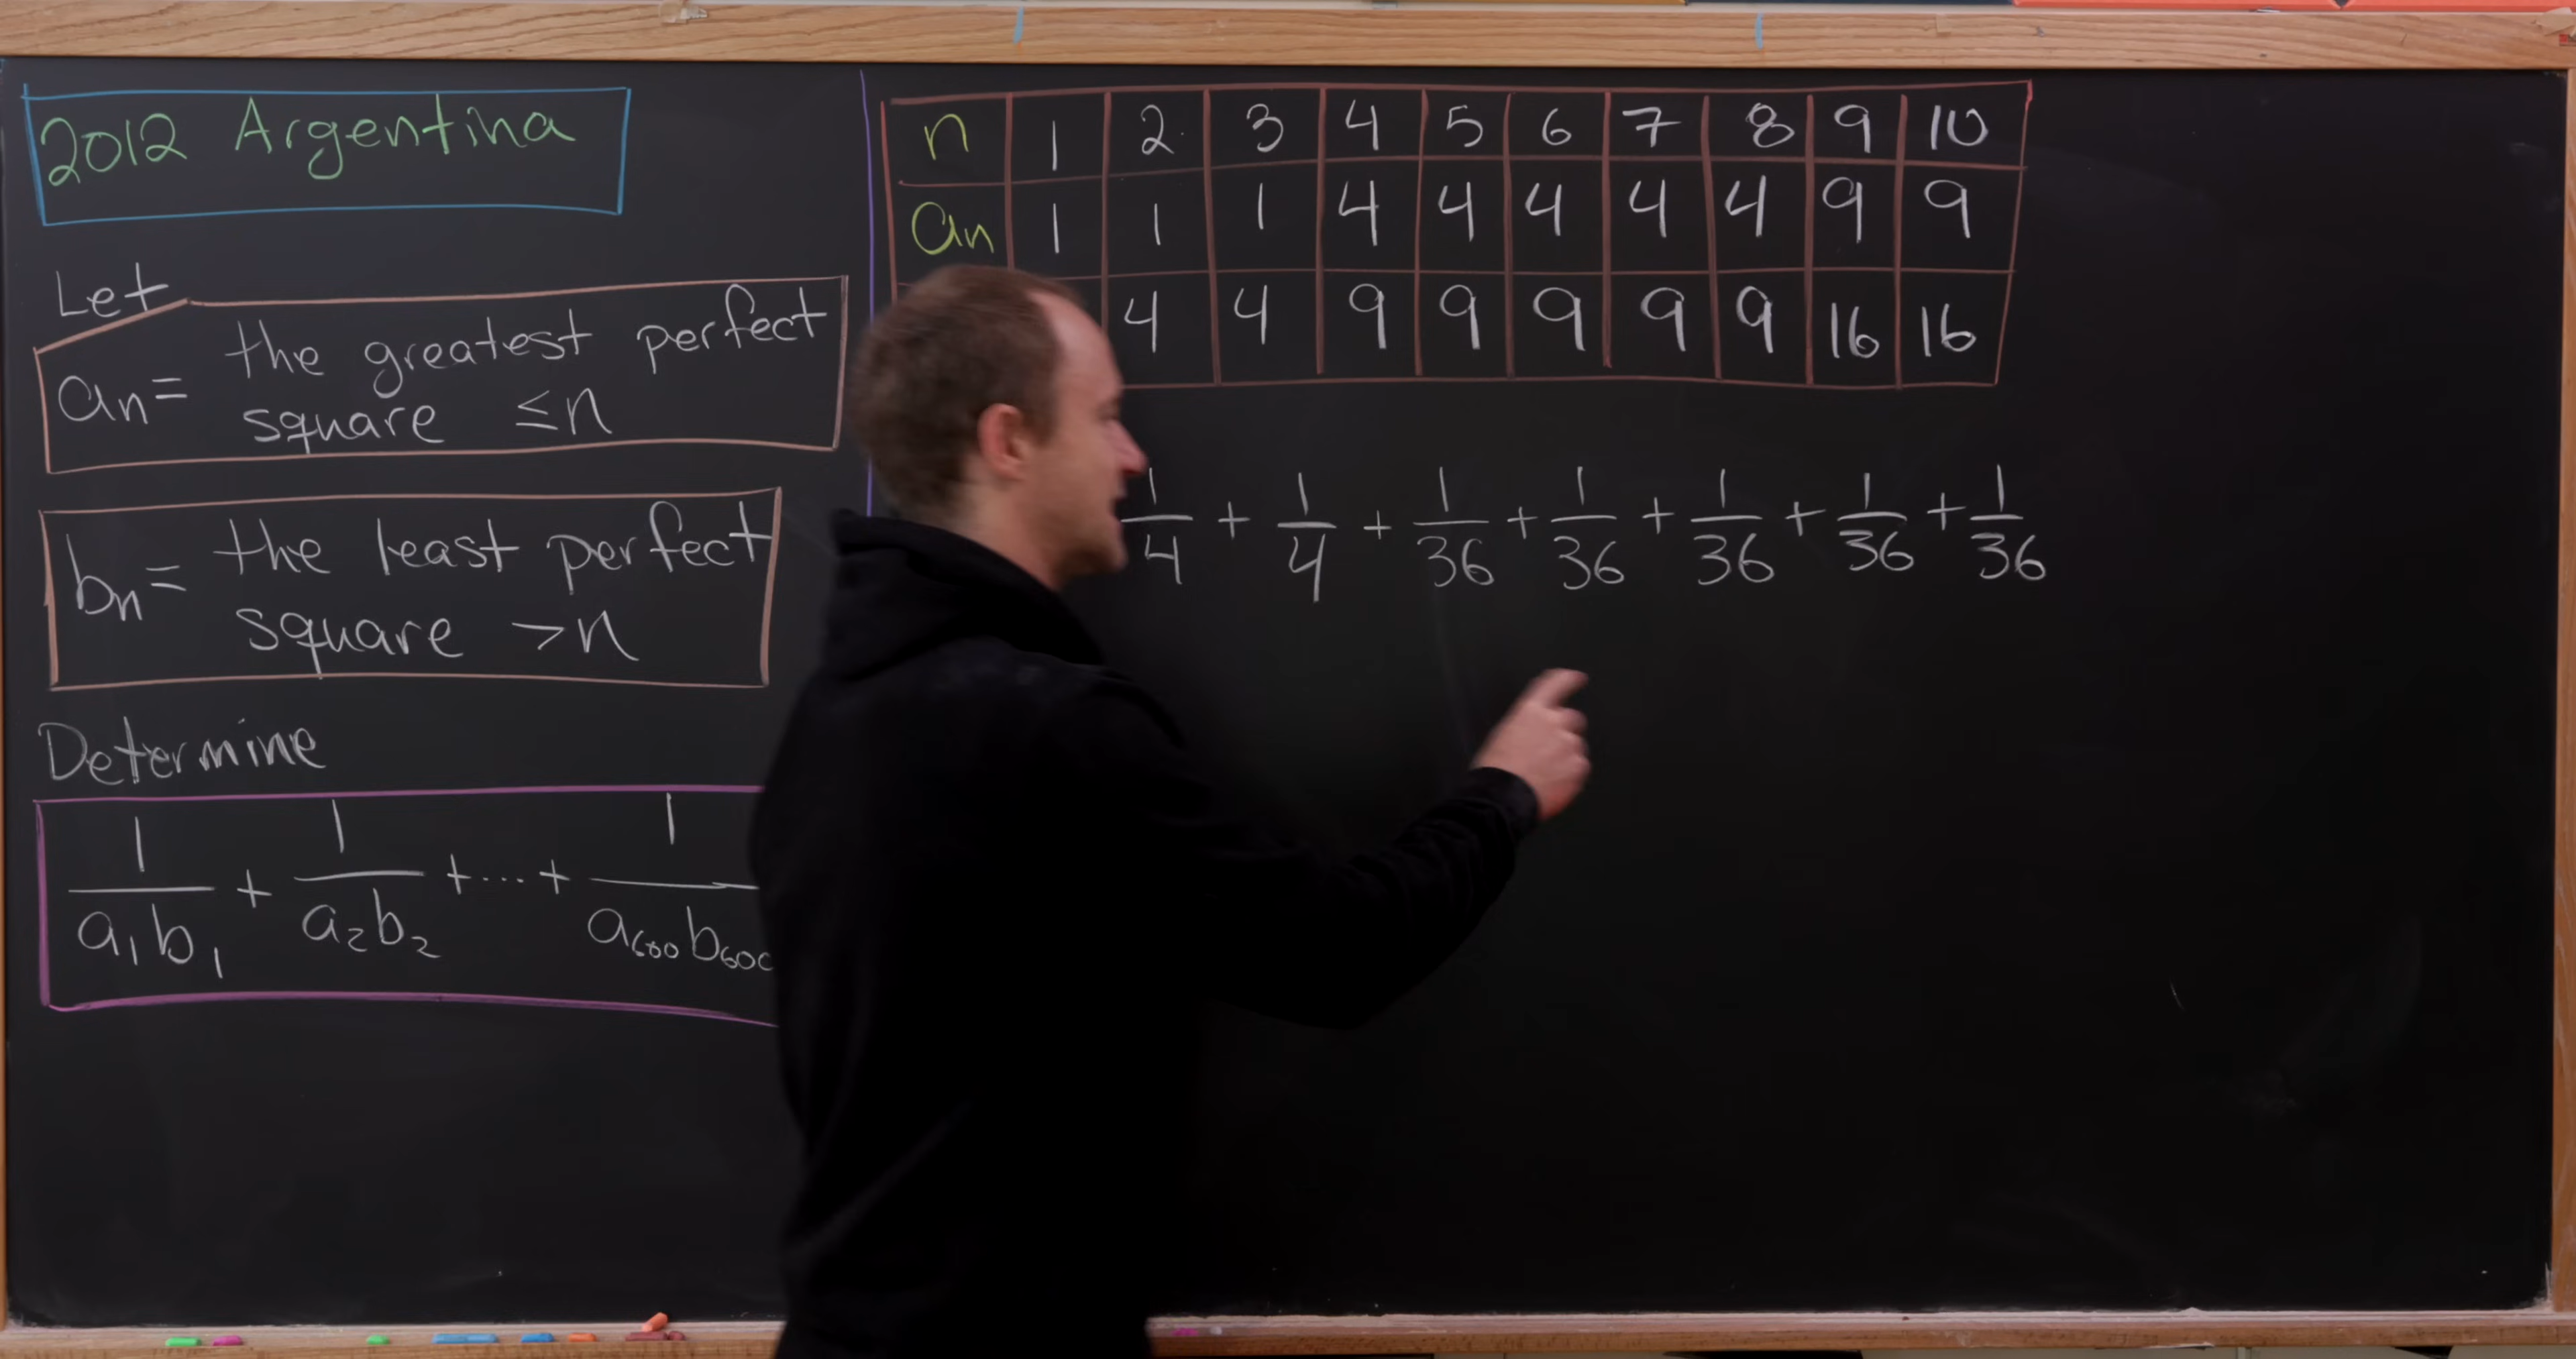 2012 Argentina
Let
an= the greatest perfect
square ≤n
bn= the least perfect
square >n
Determine
1/a₁b₁ + 1/a₂b₂ +....+ 1/a₆₀₀b₆₀₀
n 1 2 3 4 5 6 7 8 9 10
an 1 1 1 4 4 4 4 4 9 9
4 4 9 9 9 9 9 16 16
1/4 + 1/4 + 1/36 + 1/36 + 1/36 + 1/36 + 1/36